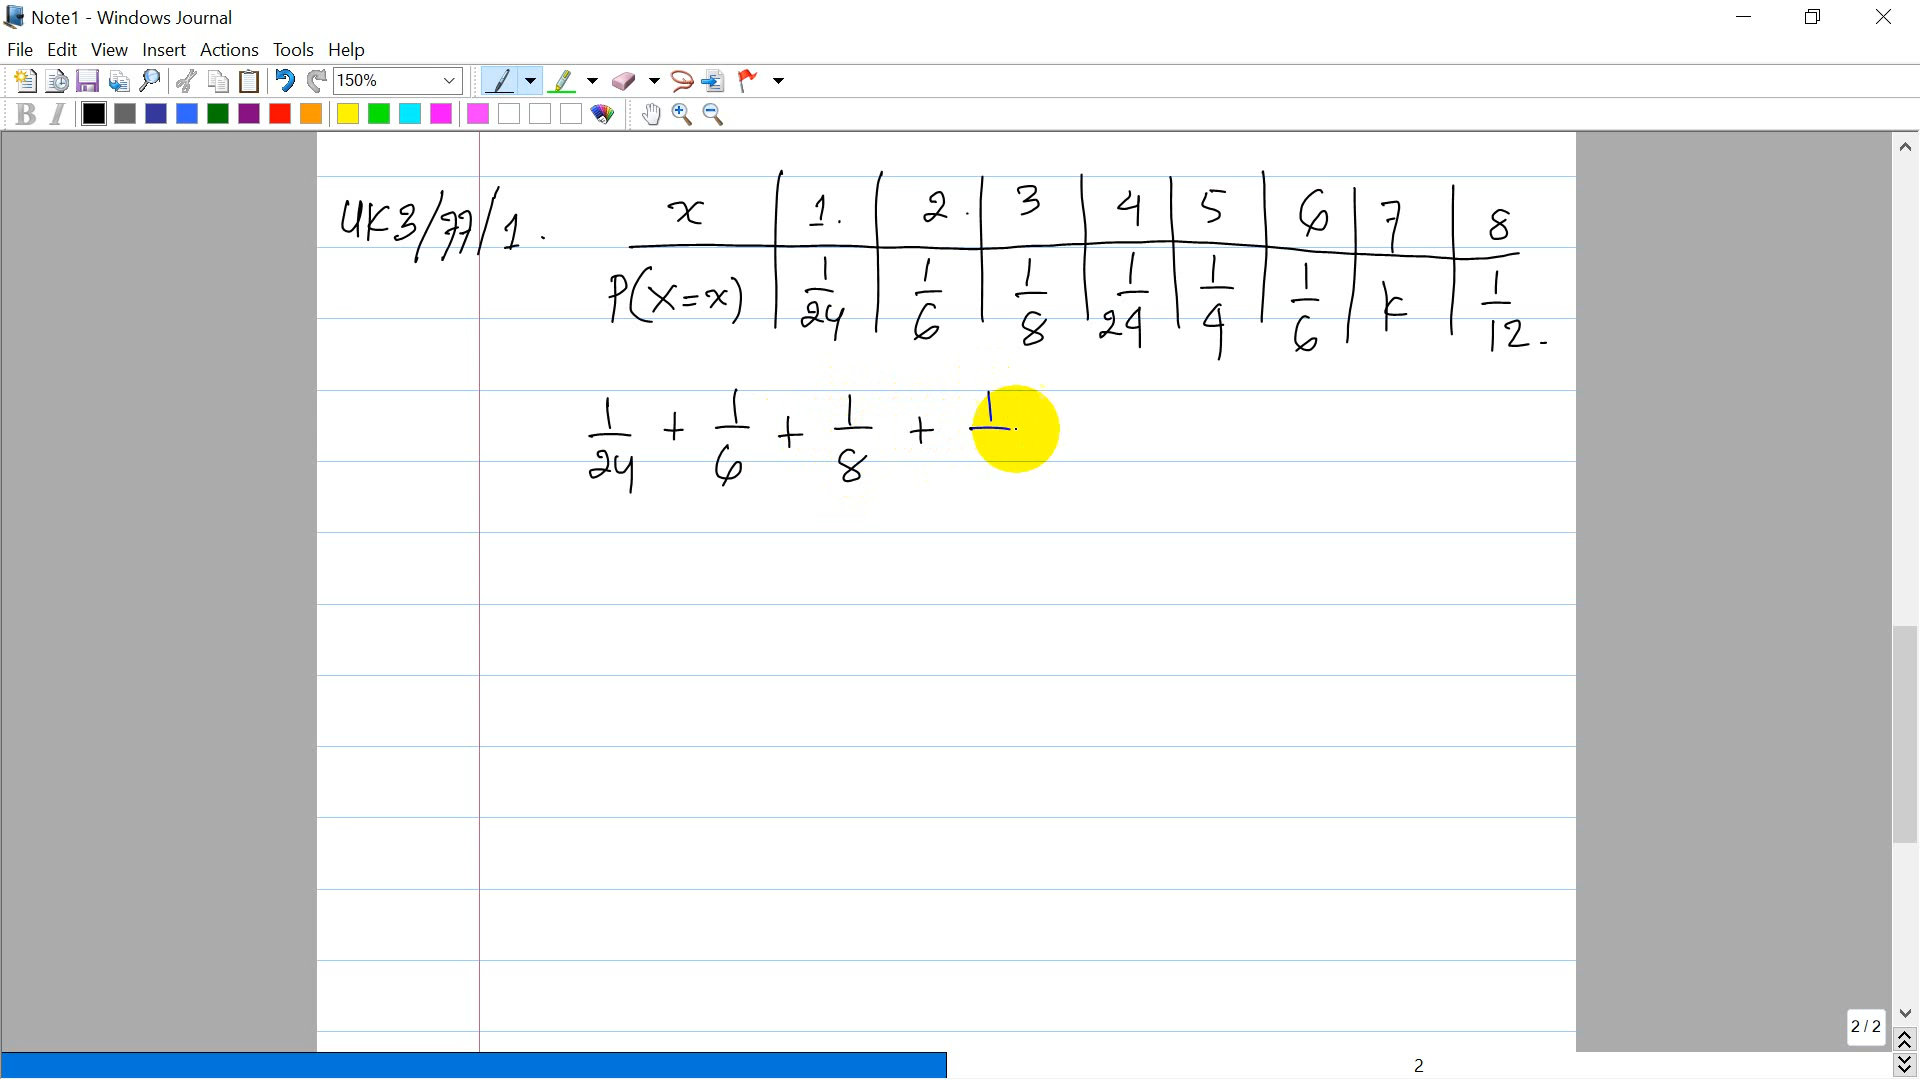 Note1 - Windows Journal
File Edit View Insert Actions Tools Help
150%
B I
UK3/77/1. x 1. 2. 3 4 5 6 7 8
P(X=x) 1/24 1/6 1/8 1/24 1/4 1/6 k 1/12.
1/24 + 1/6 + 1/8 + 1/
2 / 2
2